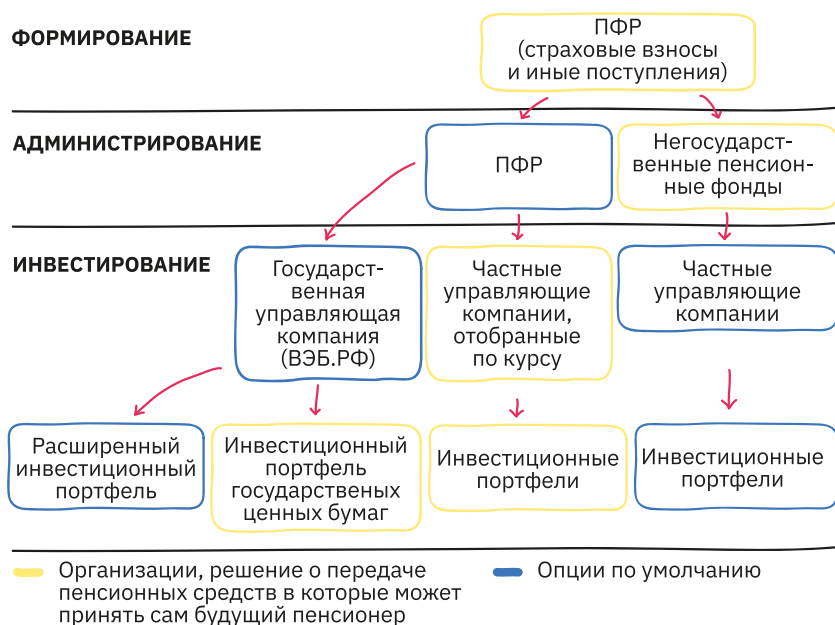 ФОРМИРОВАНИЕ
ПФР
(страховые взносы
и иные поступления)
АДМИНИСТРИРОВАНИЕ
ПФР
Негосударст-
венные пенсион-
ные фонды
ИНВЕСТИРОВАНИЕ
Государст-
венная
управляющая
компания
(ВЭБ.РФ)
Частные
управляющие
компании,
отобранные
по курсу
Частные
управляющие
компании
Расширенный
инвестиционный
портфель
Инвестиционный
портфель
государственых
ценных бумаг
Инвестиционные
портфели
Инвестиционные
портфели
Организации, решение о передаче
пенсионных средств в которые может
принять сам будущий пенсионер
Опции по умолчанию